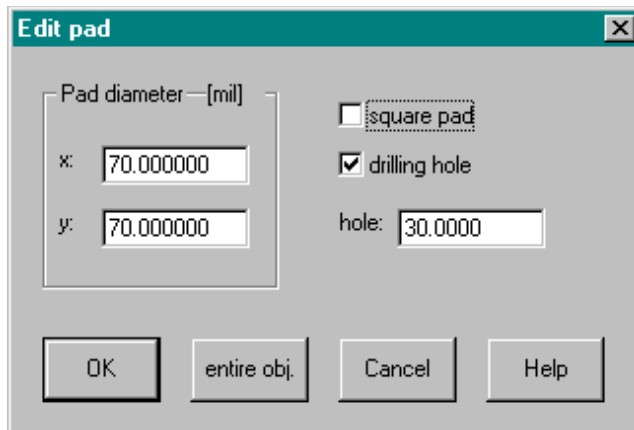 Edit pad
Pad diameter [mil]
x: 70.000000
y: 70.000000
square pad
drilling hole
hole: 30.0000
OK
entire obj.
Cancel
Help